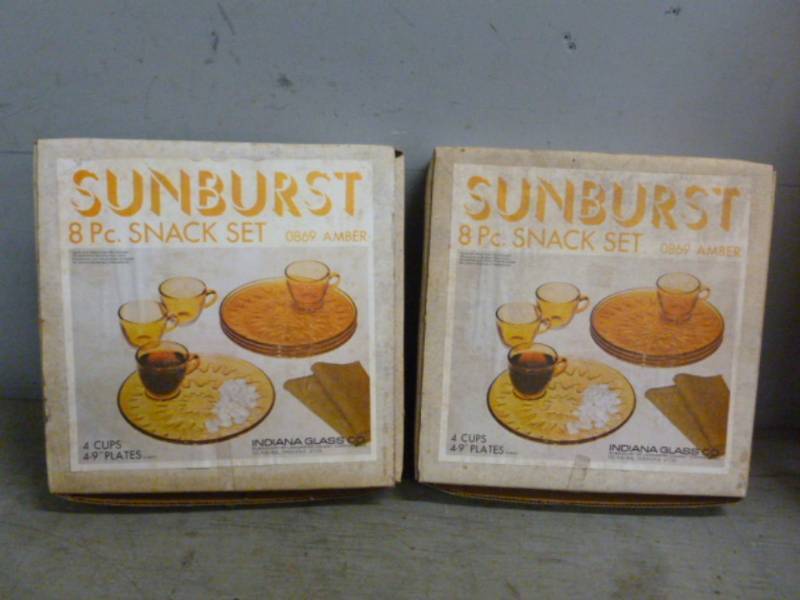 SUNBURST
8 Pc. SNACK SET 0869 AMBER
4 CUPS
4-9" PLATES
INDIANA GLASS CO.
SUNBURST
8 Pc. SNACK SET 0869 AMBER
4 CUPS
4-9" PLATES
INDIANA GLASS CO